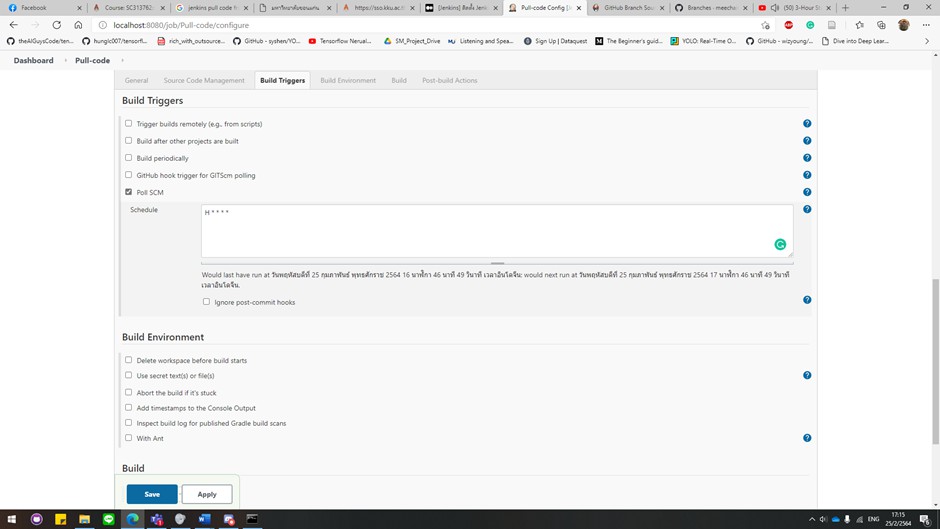 Facebook
Course: SC31376
jenkins pull code fr
มหาวิทยาลัยขอนแก่น
https://sso.kku.ac.t
[Jenkins] ติดตั้ง Jenki
Pull-code Config [J
GitHub Branch Sou
Branches · meecha
(50) 3-Hour S
localhost:8080/job/Pull-code/configure
theAIGuysCode/ten...
hunglc007/tensorfl...
rich_with_outsource...
GitHub - syshen/YO...
Tensorflow Nerual...
SM_Project_Drive
Listening and Spea...
Sign Up | Dataquest
The Beginner's guid...
YOLO: Real-Time O...
GitHub - wizyoung/...
Dive into Deep Lear...
Dashboard
Pull-code
General
Source Code Management
Build Triggers
Build Environment
Build
Post-build Actions
Build Triggers
Trigger builds remotely (e.g., from scripts)
Build after other projects are built
Build periodically
GitHub hook trigger for GITScm polling
Poll SCM
Schedule
H * * * *
Would last have run at วันพฤหัสบดีที่ 25 กุมภาพันธ์ พุทธศักราช 2564 16 นาฬิกา 46 นาที 49 วินาที เวลาอินโดจีน; would next run at วันพฤหัสบดีที่ 25 กุมภาพันธ์ พุทธศักราช 2564 17 นาฬิกา 46 นาที 49 วินาที
เวลาอินโดจีน.
Ignore post-commit hooks
Build Environment
Delete workspace before build starts
Use secret text(s) or file(s)
Abort the build if it's stuck
Add timestamps to the Console Output
Inspect build log for published Gradle build scans
With Ant
Build
Save
Apply
ENG
17:15
25/2/2564